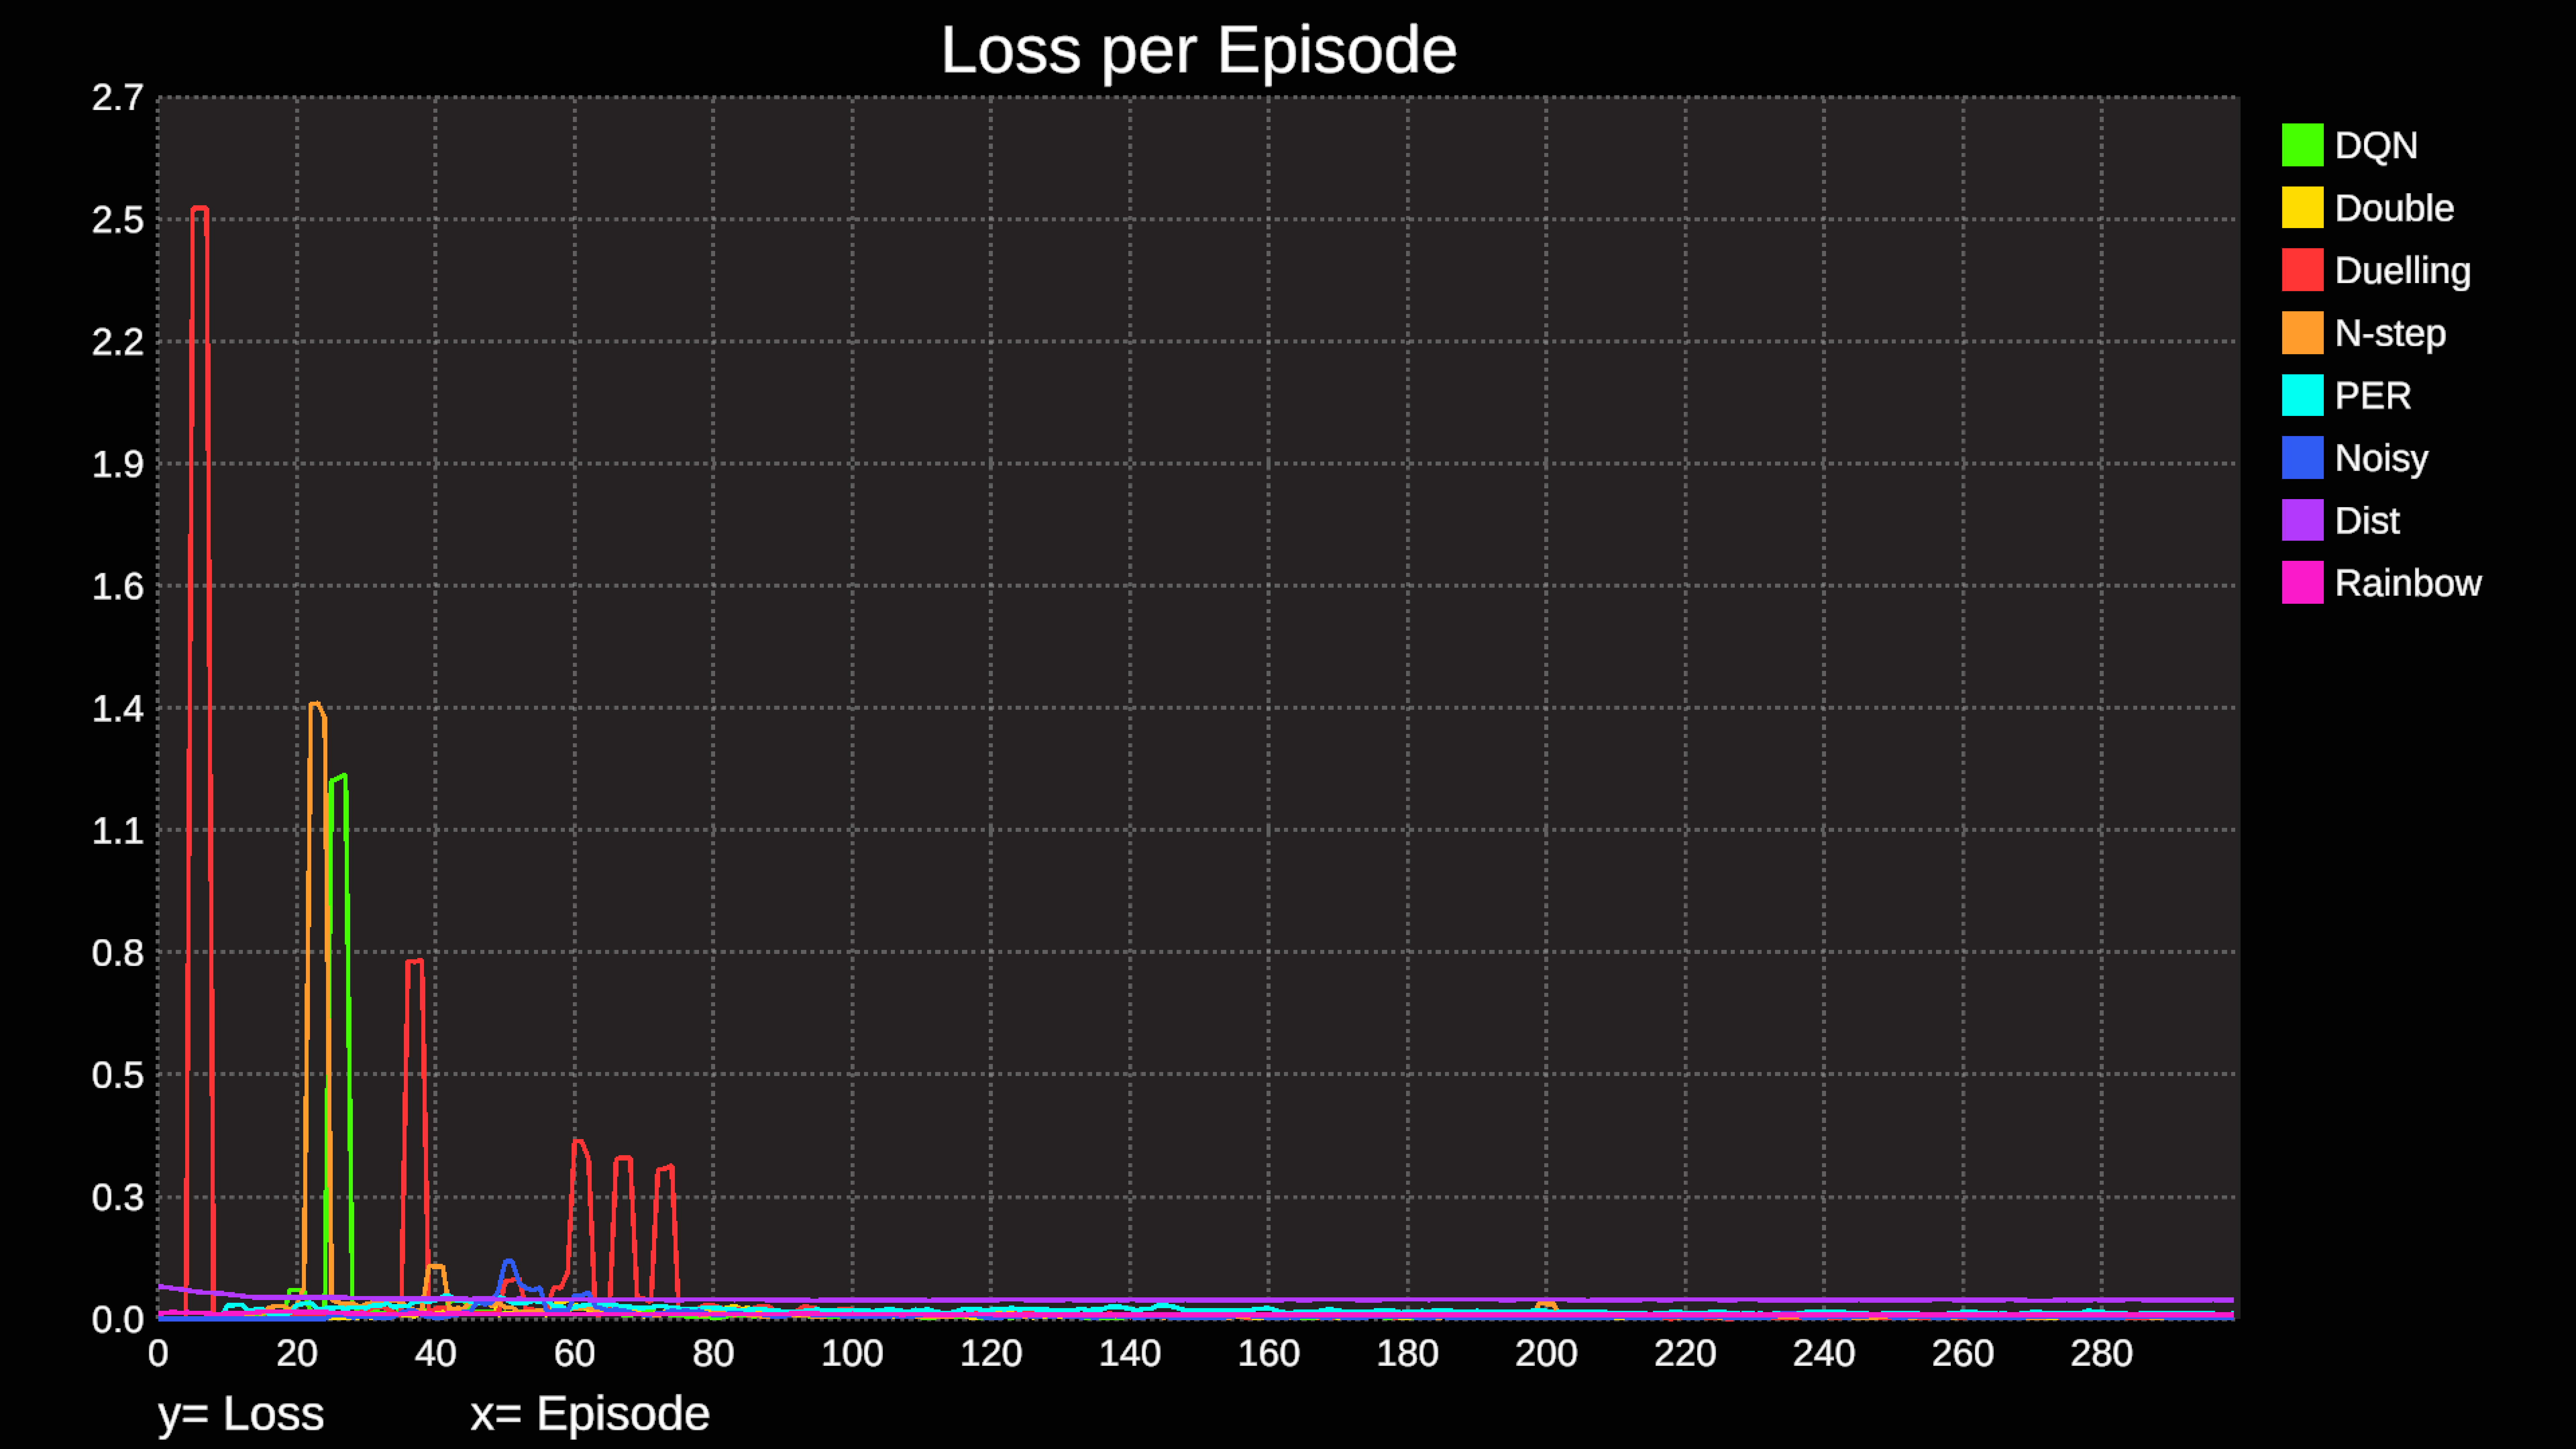 Loss per Episode
2.7
2.5
2.2
1.9
1.6
1.4
1.1
0.8
0.5
0.3
0.0
0 20 40 60 80 100 120 140 160 180 200 220 240 260 280
y= Loss x= Episode
DQN
Double
Duelling
N-step
PER
Noisy
Dist
Rainbow